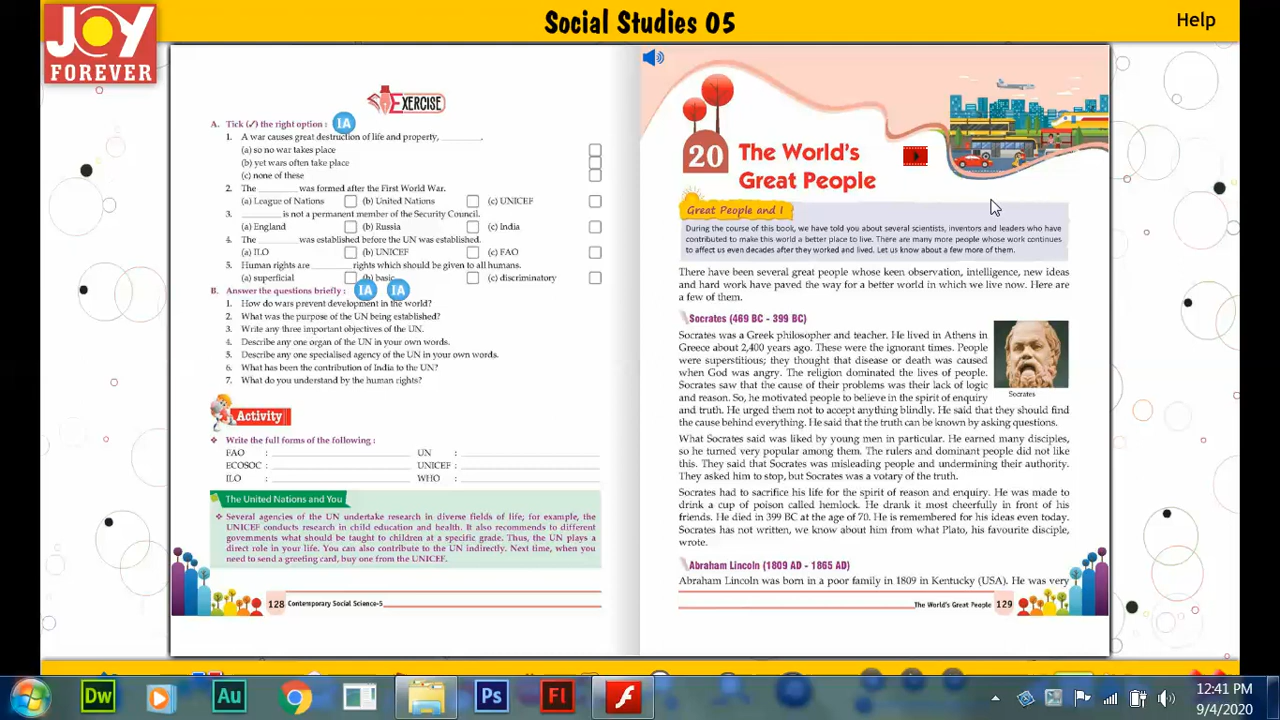 Social Studies 05
Help
JOY
FOREVER
EXERCISE
A. Tick (✓) the right option : IA
1. A war causes great destruction of life and property, ________.
(a) so no war takes place
(b) yet wars often take place
(c) none of these
2. The ________ was formed after the First World War.
(a) League of Nations (b) United Nations (c) UNICEF
3. ________ is not a permanent member of the Security Council.
(a) England (b) Russia (c) India
4. The ________ was established before the UN was established.
(a) ILO (b) UNICEF (c) FAO
5. Human rights are ________ rights which should be given to all humans.
(a) superficial (b) basic (c) discriminatory
B. Answer the questions briefly : IA IA
1. How do wars prevent development in the world?
2. What was the purpose of the UN being established?
3. Write any three important objectives of the UN.
4. Describe any one organ of the UN in your own words.
5. Describe any one specialised agency of the UN in your own words.
6. What has been the contribution of India to the UN?
7. What do you understand by the human rights?
Activity
❖ Write the full forms of the following :
FAO : ________ UN : ________
ECOSOC : ________ UNICEF : ________
ILO : ________ WHO : ________
The United Nations and You
❖ Several agencies of the UN undertake research in diverse fields of life; for example, the
UNICEF conducts research in child education and health. It also recommends to different
governments what should be taught to children at a specific grade. Thus, the UN plays a
direct role in your life. You can also contribute to the UN indirectly. Next time, when you
need to send a greeting card, buy one from the UNICEF.
128 Contemporary Social Science-5
20
The World's
Great People
Great People and I
During the course of this book, we have told you about several scientists, inventors and leaders who have
contributed to make this world a better place to live. There are many more people whose work continues
to affect us even decades after they worked and lived. Let us know about a few more of them.
There have been several great people whose keen observation, intelligence, new ideas
and hard work have paved the way for a better world in which we live now. Here are
a few of them.
Socrates (469 BC - 399 BC)
Socrates was a Greek philosopher and teacher. He lived in Athens in
Greece about 2,400 years ago. These were the ignorant times. People
were superstitious; they thought that disease or death was caused
when God was angry. The religion dominated the lives of people.
Socrates saw that the cause of their problems was their lack of logic
and reason. So, he motivated people to believe in the spirit of enquiry
and truth. He urged them not to accept anything blindly. He said that they should find
the cause behind everything. He said that the truth can be known by asking questions.
Socrates
What Socrates said was liked by young men in particular. He earned many disciples,
so he turned very popular among them. The rulers and dominant people did not like
this. They said that Socrates was misleading people and undermining their authority.
They asked him to stop, but Socrates was a votary of the truth.
Socrates had to sacrifice his life for the spirit of reason and enquiry. He was made to
drink a cup of poison called hemlock. He drank it most cheerfully in front of his
friends. He died in 399 BC at the age of 70. He is remembered for his ideas even today.
Socrates has not written, we know about him from what Plato, his favourite disciple,
wrote.
Abraham Lincoln (1809 AD - 1865 AD)
Abraham Lincoln was born in a poor family in 1809 in Kentucky (USA). He was very
The World's Great People 129
Dw
Au
Ps
Fl
12:41 PM
9/4/2020